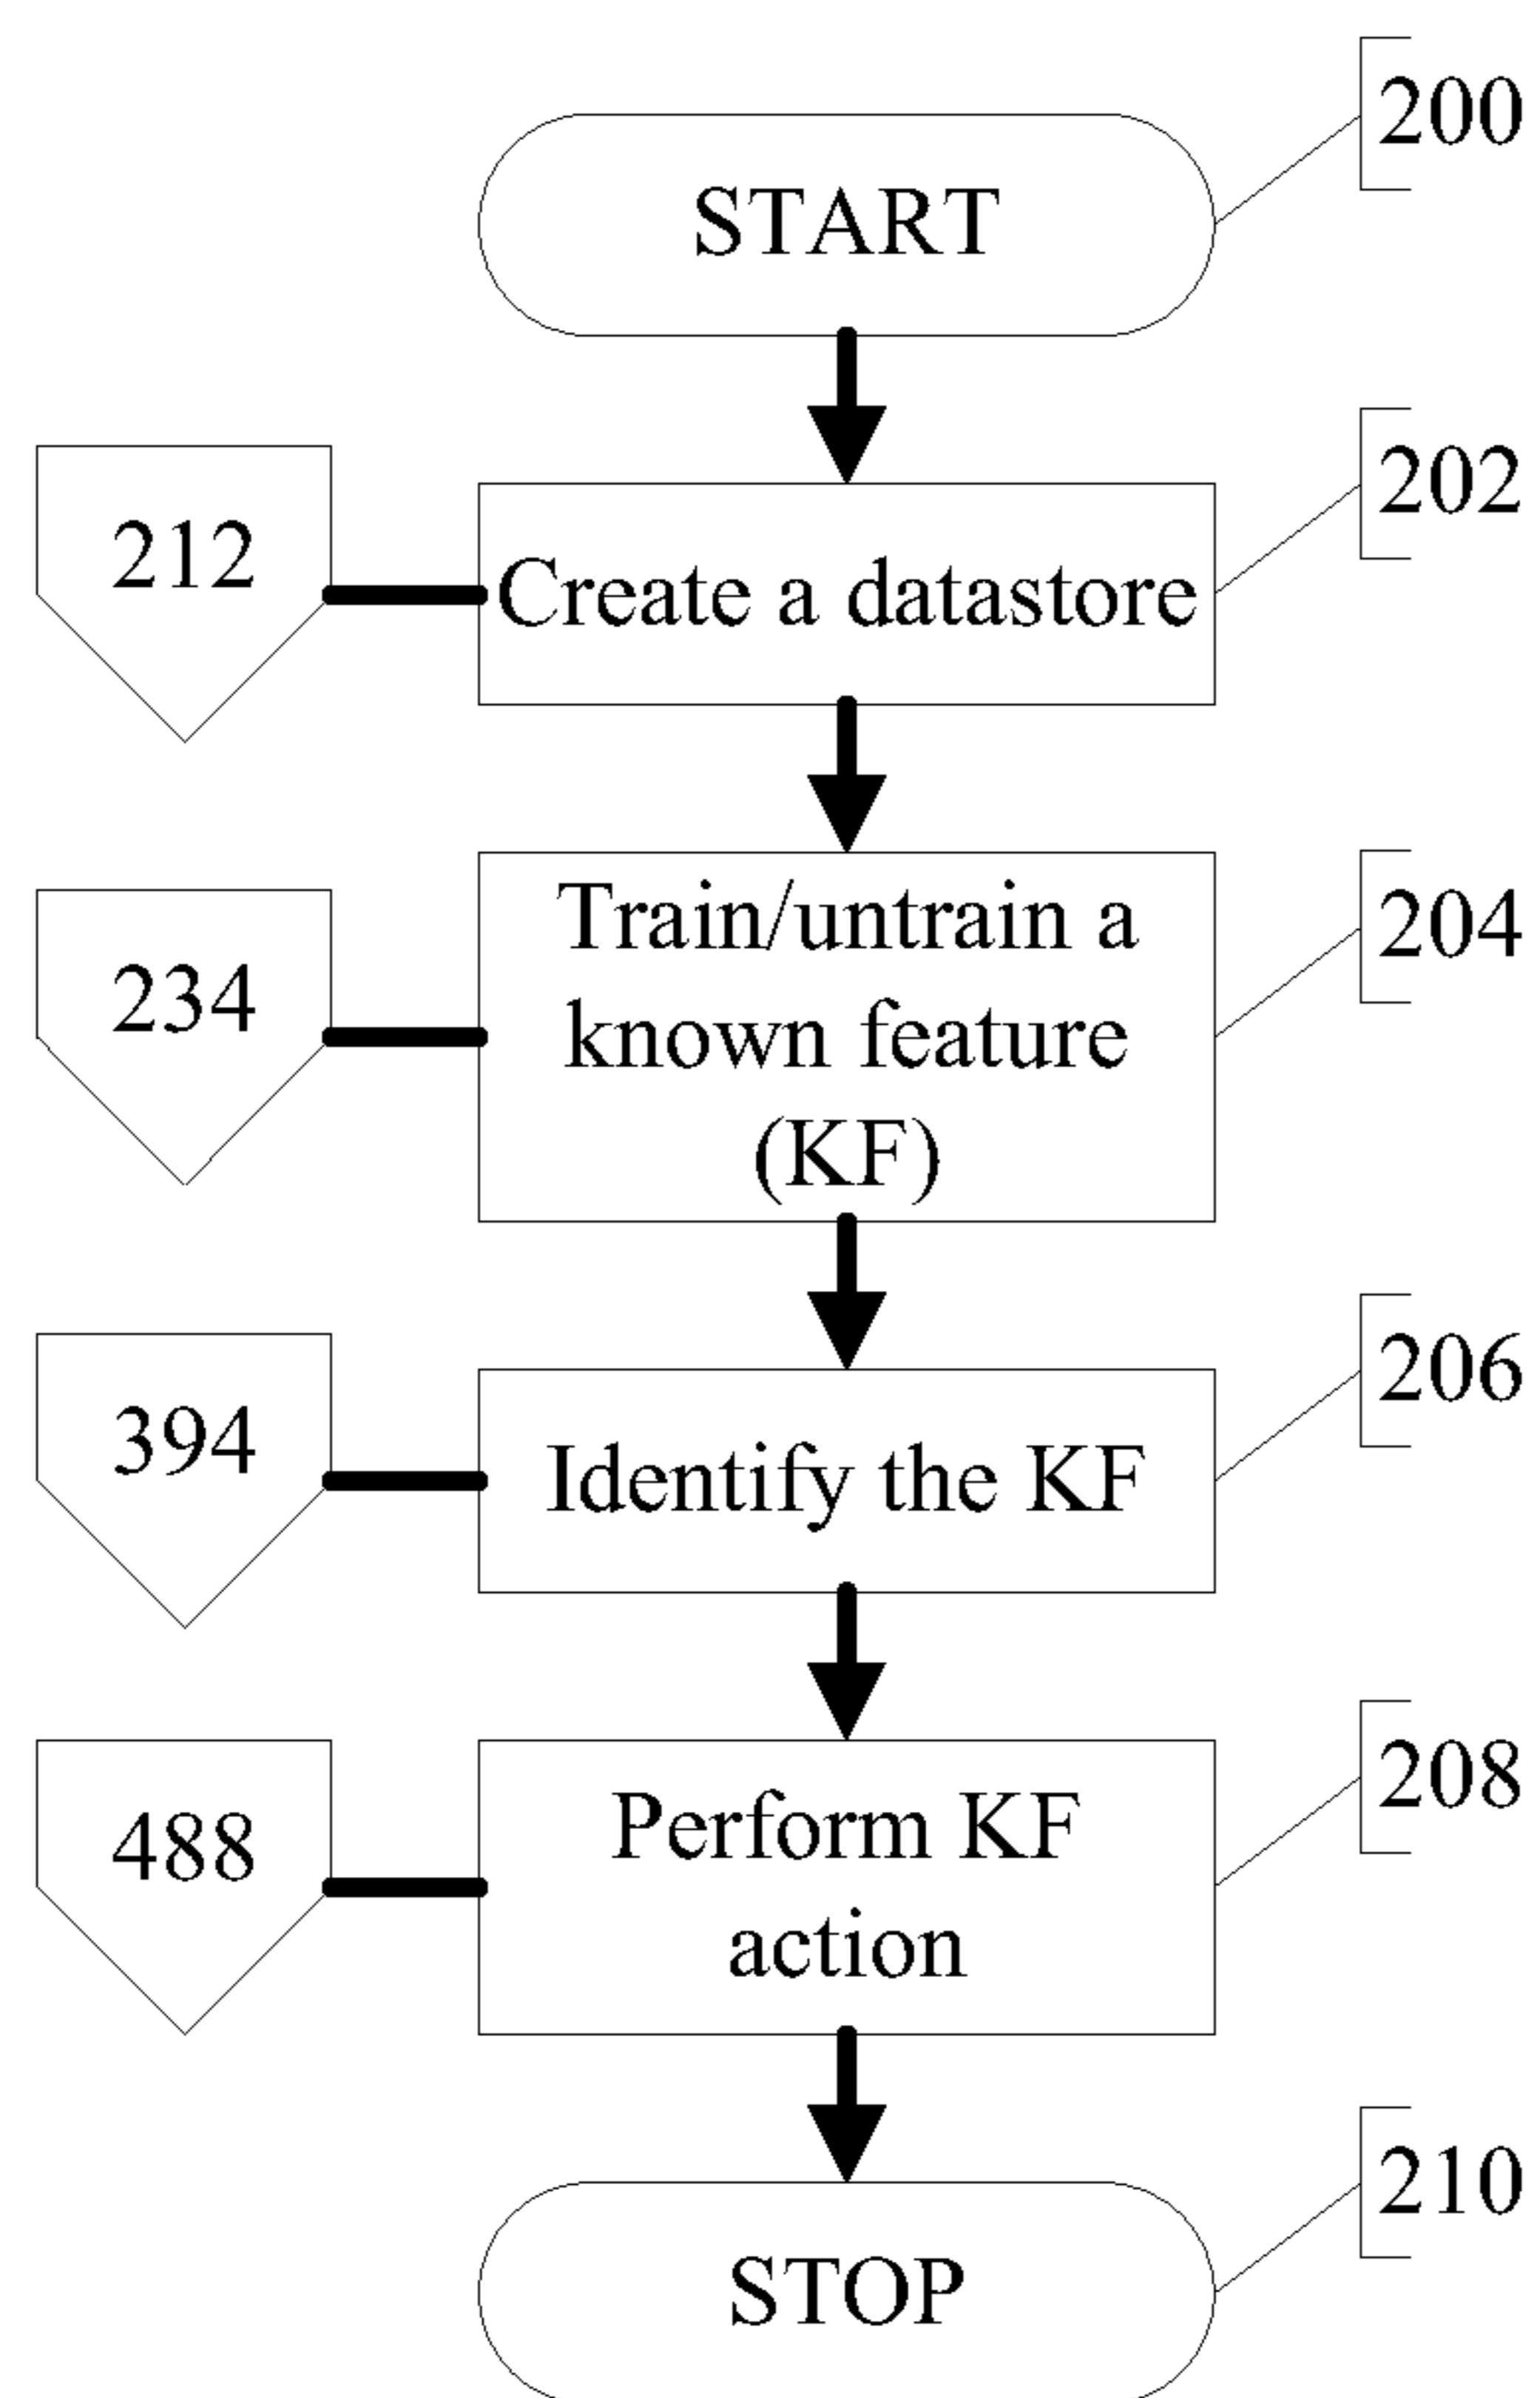 200
START
202
212
Create a datastore
204
Train/untrain a
234
known feature
(KF)
206
394
Identify the KF
208
Perform KF
488
action
210
STOP